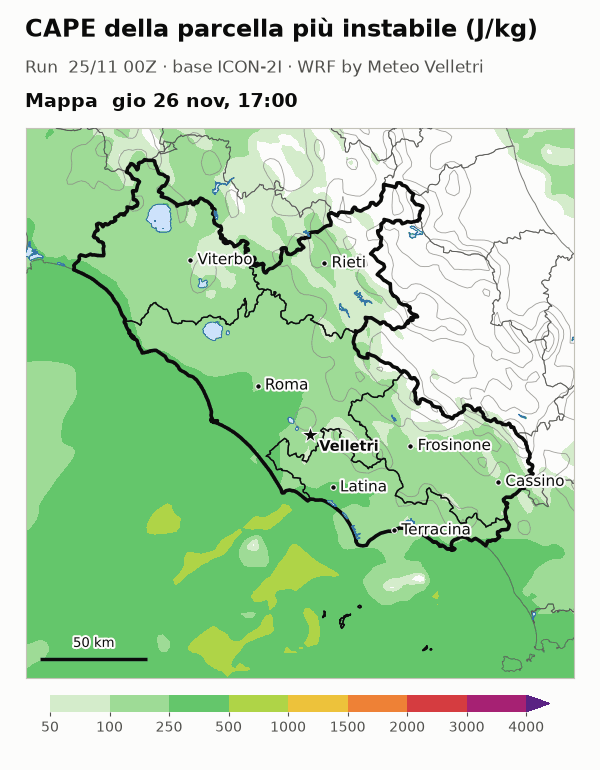 CAPE della parcella più instabile (J/kg)
Run 25/11 00Z · base ICON-2I · WRF by Meteo Velletri
Mappa gio 26 nov, 17:00
Viterbo
Rieti
Roma
Velletri
Frosinone
Cassino
Latina
Terracina
50 km
50 100 250 500 1000 1500 2000 3000 4000